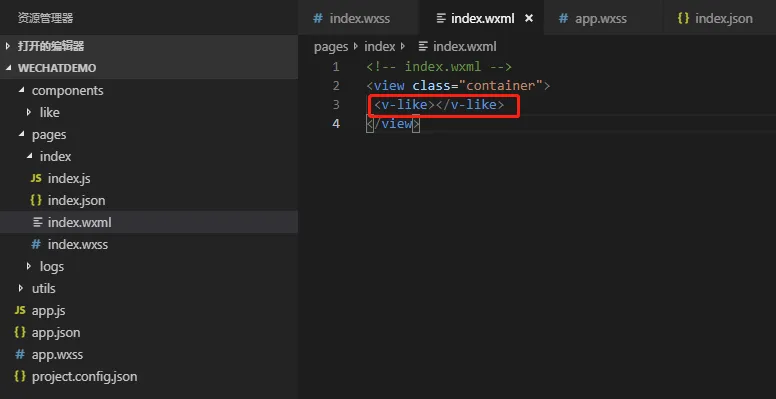 资源管理器
打开的编辑器
WECHATDEMO
components
like
pages
index
index.js
index.json
index.wxml
index.wxss
logs
utils
app.js
app.json
app.wxss
project.config.json
index.wxss index.wxml app.wxss index.json
pages index index.wxml
1 <!-- index.wxml -->
2 <view class="container">
3 <v-like></v-like>
4 </view>